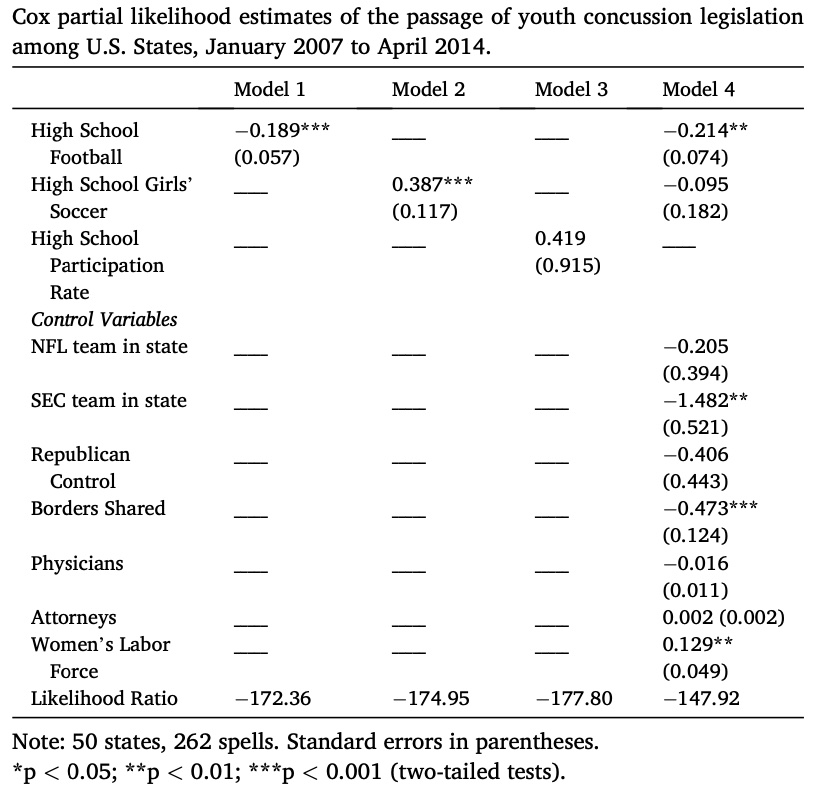 Cox partial likelihood estimates of the passage of youth concussion legislation
among U.S. States, January 2007 to April 2014.
Model 1 Model 2 Model 3 Model 4
High School −0.189*** ___ ___ −0.214**
Football (0.057) (0.074)
High School Girls’ ___ 0.387*** ___ −0.095
Soccer (0.117) (0.182)
High School ___ ___ 0.419 ___
Participation (0.915)
Rate
Control Variables
NFL team in state ___ ___ ___ −0.205
(0.394)
SEC team in state ___ ___ ___ −1.482**
(0.521)
Republican ___ ___ ___ −0.406
Control (0.443)
Borders Shared ___ ___ ___ −0.473***
(0.124)
Physicians ___ ___ ___ −0.016
(0.011)
Attorneys ___ ___ ___ 0.002 (0.002)
Women’s Labor ___ ___ ___ 0.129**
Force (0.049)
Likelihood Ratio −172.36 −174.95 −177.80 −147.92
Note: 50 states, 262 spells. Standard errors in parentheses.
*p < 0.05; **p < 0.01; ***p < 0.001 (two-tailed tests).